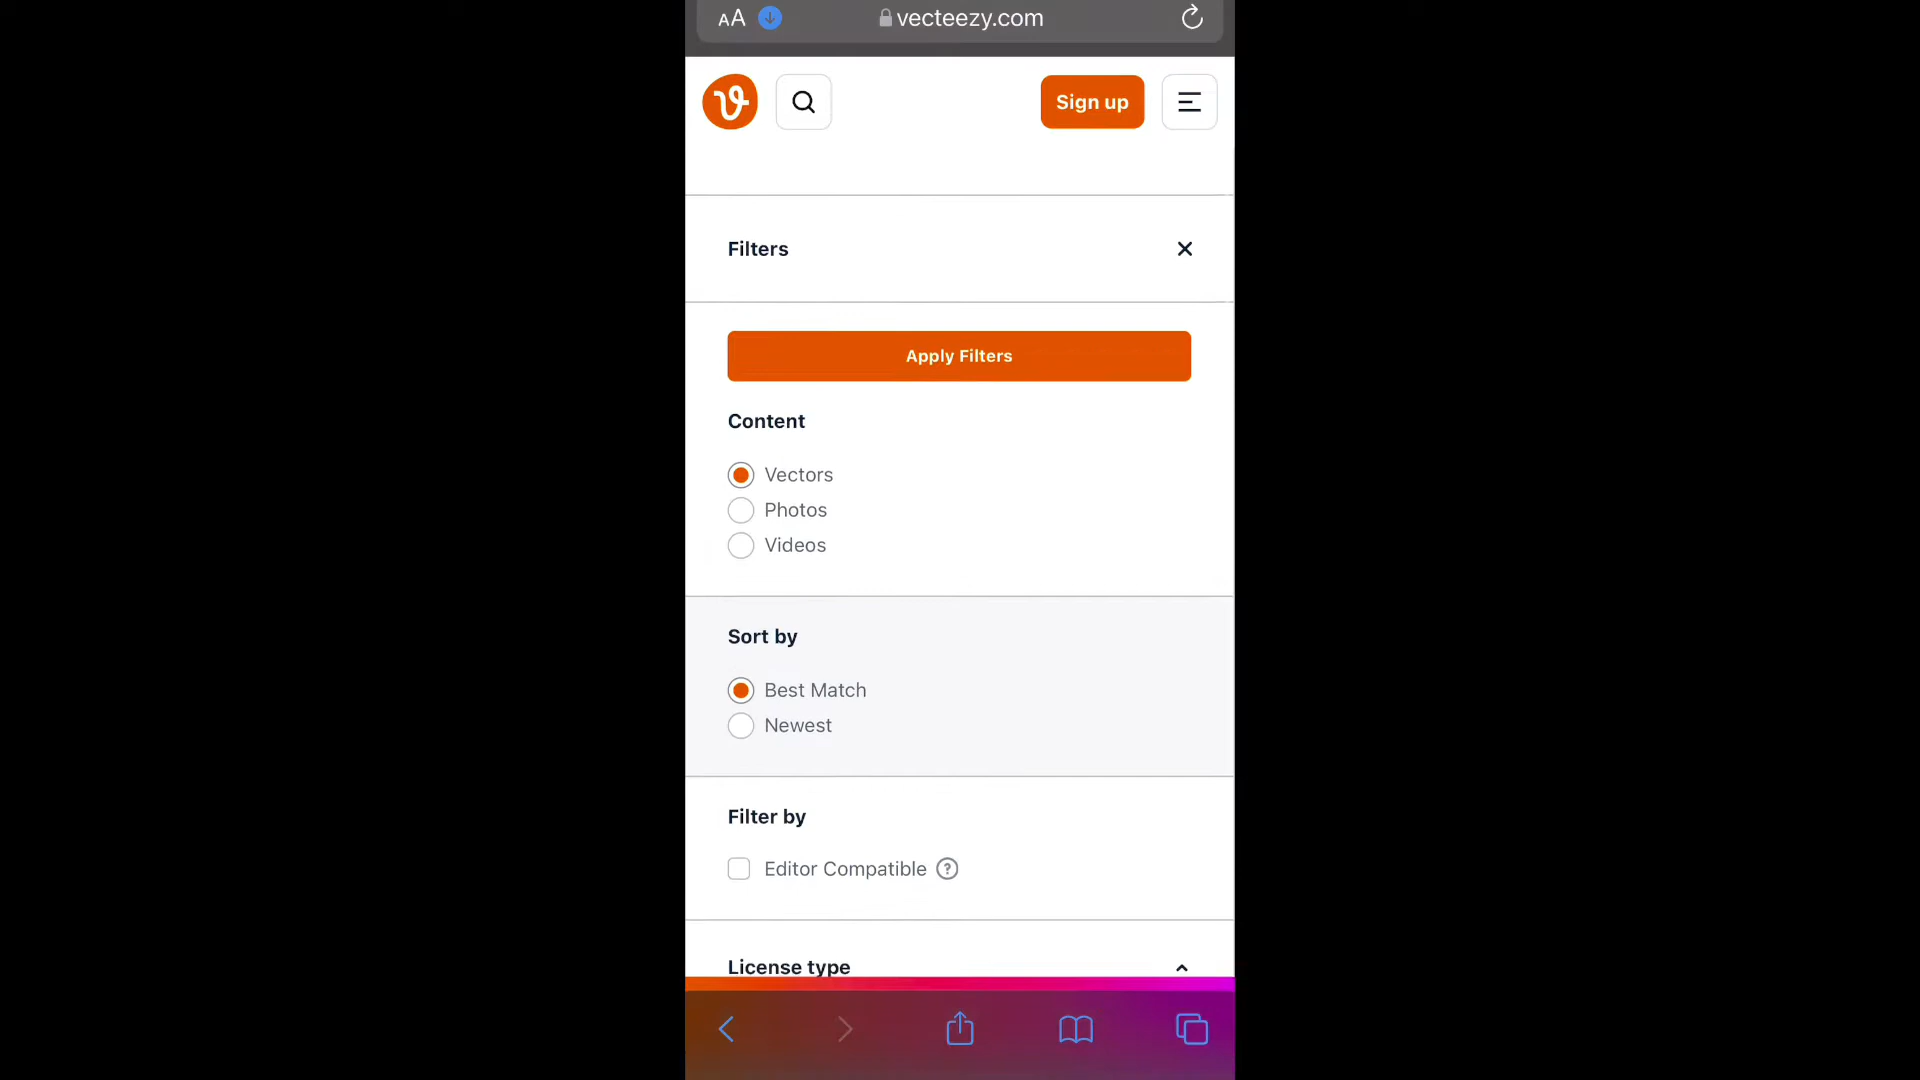 AA vecteezy.com
Sign up
Filters
Apply Filters
Content
Vectors
Photos
Videos
Sort by
Best Match
Newest
Filter by
Editor Compatible ?
License type